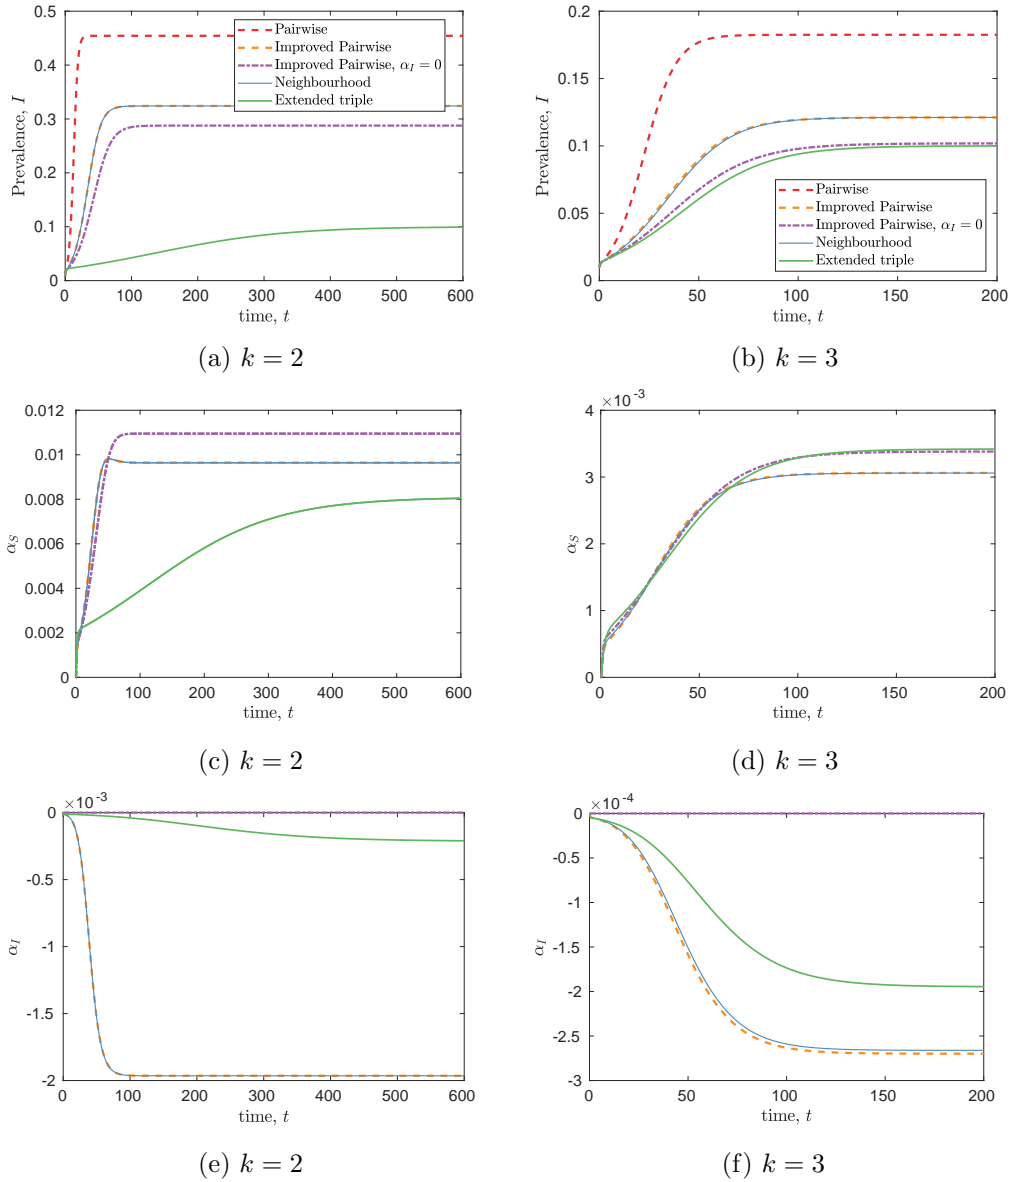 0.5
0.4
0.3
0.2
0.1
0
Prevalence, I
Pairwise
Improved Pairwise
Improved Pairwise, α_I = 0
Neighbourhood
Extended triple
0 100 200 300 400 500 600
time, t
(a) k = 2
0.2
0.15
0.1
0.05
0
Prevalence, I
Pairwise
Improved Pairwise
Improved Pairwise, α_I = 0
Neighbourhood
Extended triple
0 50 100 150 200
time, t
(b) k = 3
0.012
0.01
0.008
0.006
0.004
0.002
0
α_S
0 100 200 300 400 500 600
time, t
(c) k = 2
×10^-3
4
3
2
1
0
α_S
0 50 100 150 200
time, t
(d) k = 3
×10^-3
0
-0.5
-1
-1.5
-2
α_I
0 100 200 300 400 500 600
time, t
(e) k = 2
×10^-4
0
-0.5
-1
-1.5
-2
-2.5
-3
α_I
0 50 100 150 200
time, t
(f) k = 3